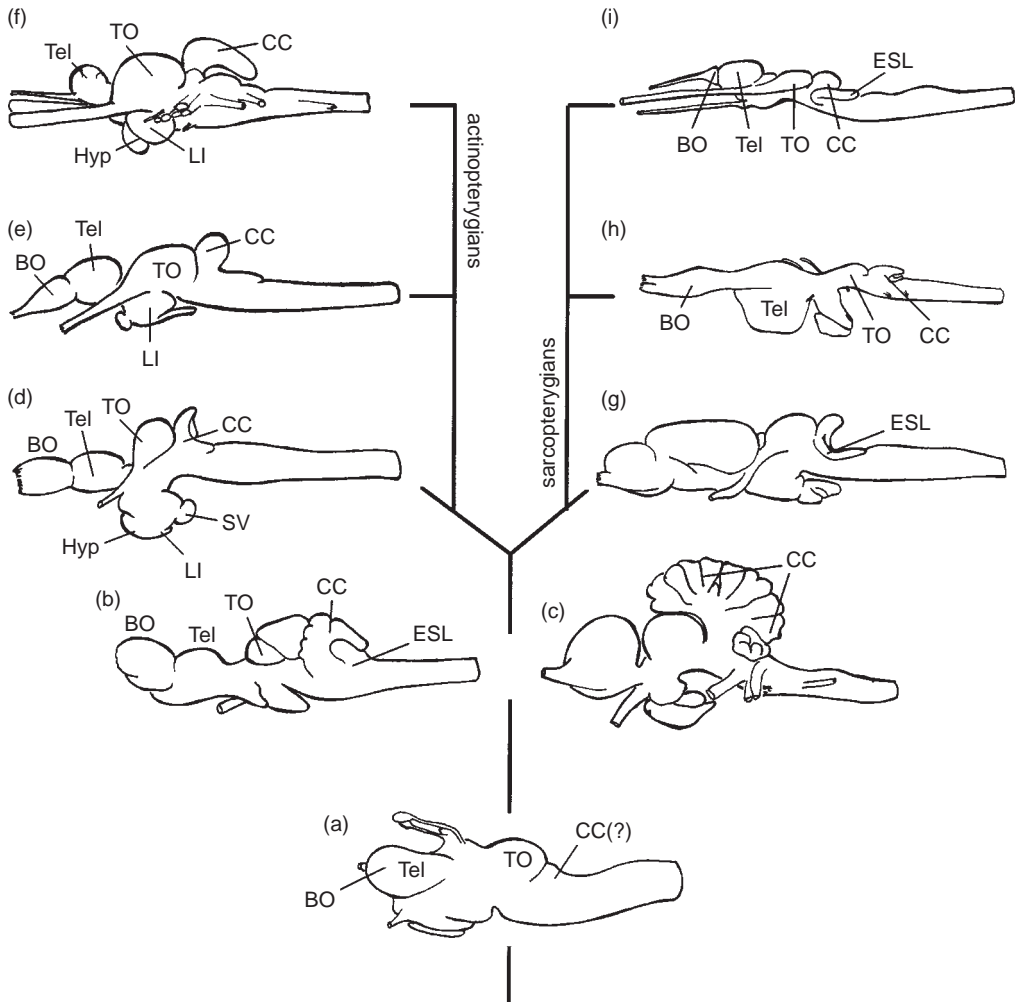 (f)
TO
CC
Tel
Hyp
LI
(i)
ESL
BO
Tel
TO
CC
actinopterygians
sarcopterygians
(e)
Tel
CC
BO
TO
LI
(h)
BO
Tel
TO
CC
(d)
TO
Tel
CC
BO
SV
Hyp
LI
(g)
ESL
(b)
CC
TO
BO
Tel
ESL
(c)
CC
(a)
CC(?)
TO
Tel
BO